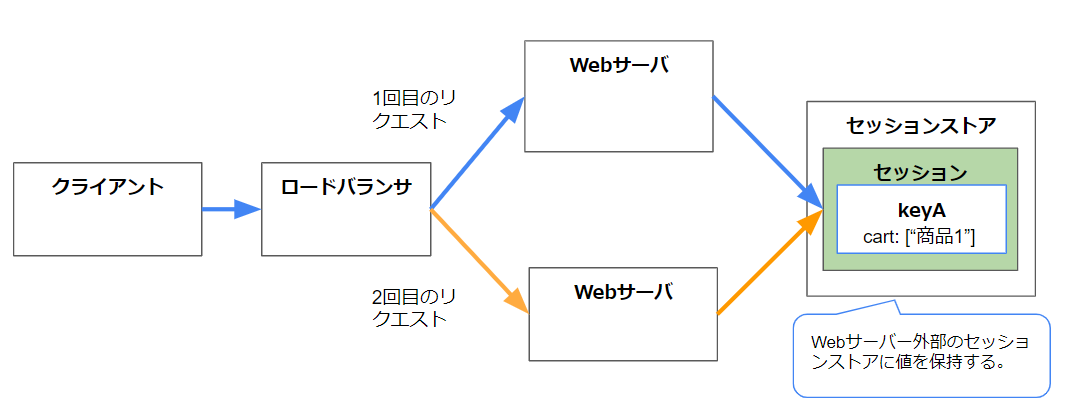 クライアント
ロードバランサ
1回目のリ
クエスト
2回目のリ
クエスト
Webサーバ
Webサーバ
セッションストア
セッション
keyA
cart: [“商品1”]
Webサーバー外部のセッショ
ンストアに値を保持する。